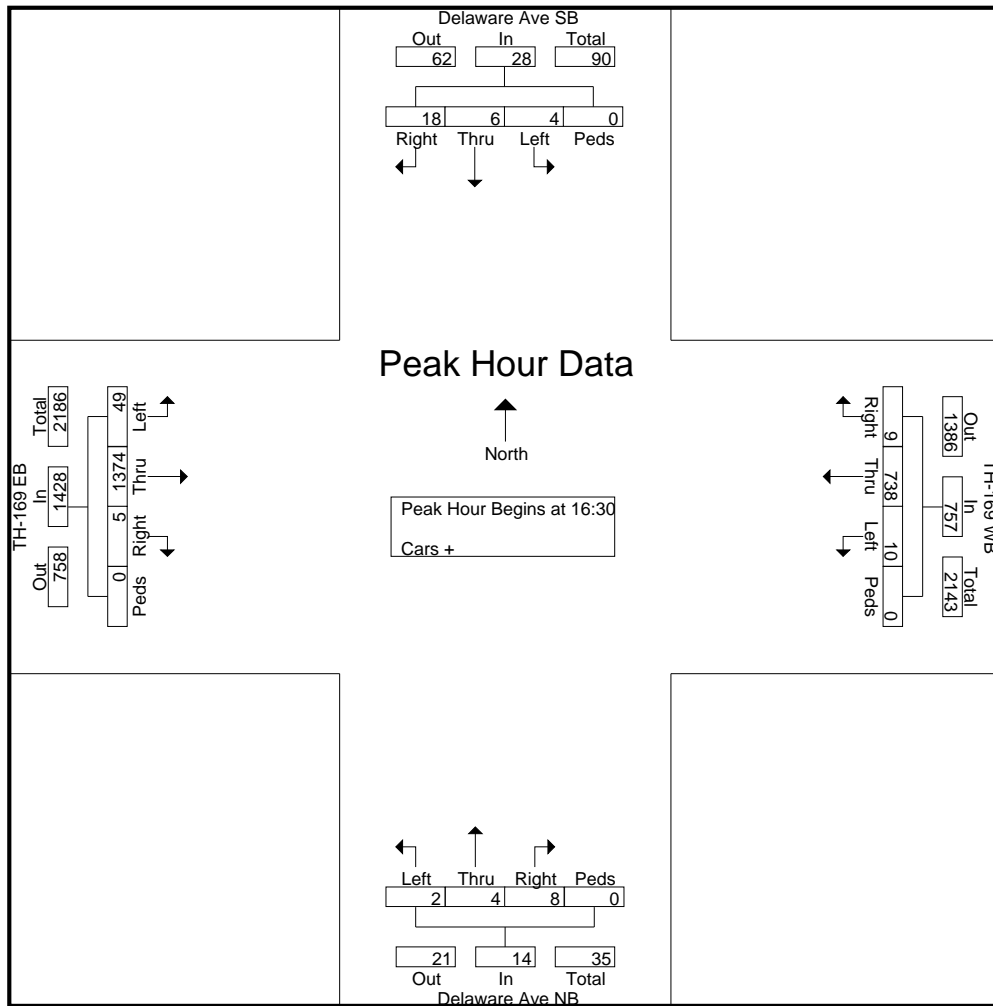 Delaware Ave SB
Out In Total
62 28 90
18 6 4 0
Right Thru Left Peds
Peak Hour Data
North
Peak Hour Begins at 16:30
Cars +
TH-169 EB
Total In Out
2186 1428 758
49 1374 5 0
Left Thru Right Peds
TH-169 WB
Out In Total
1386 757 2143
9 738 10 0
Right Thru Left Peds
Left Thru Right Peds
2 4 8 0
21 14 35
Out In Total
Delaware Ave NB